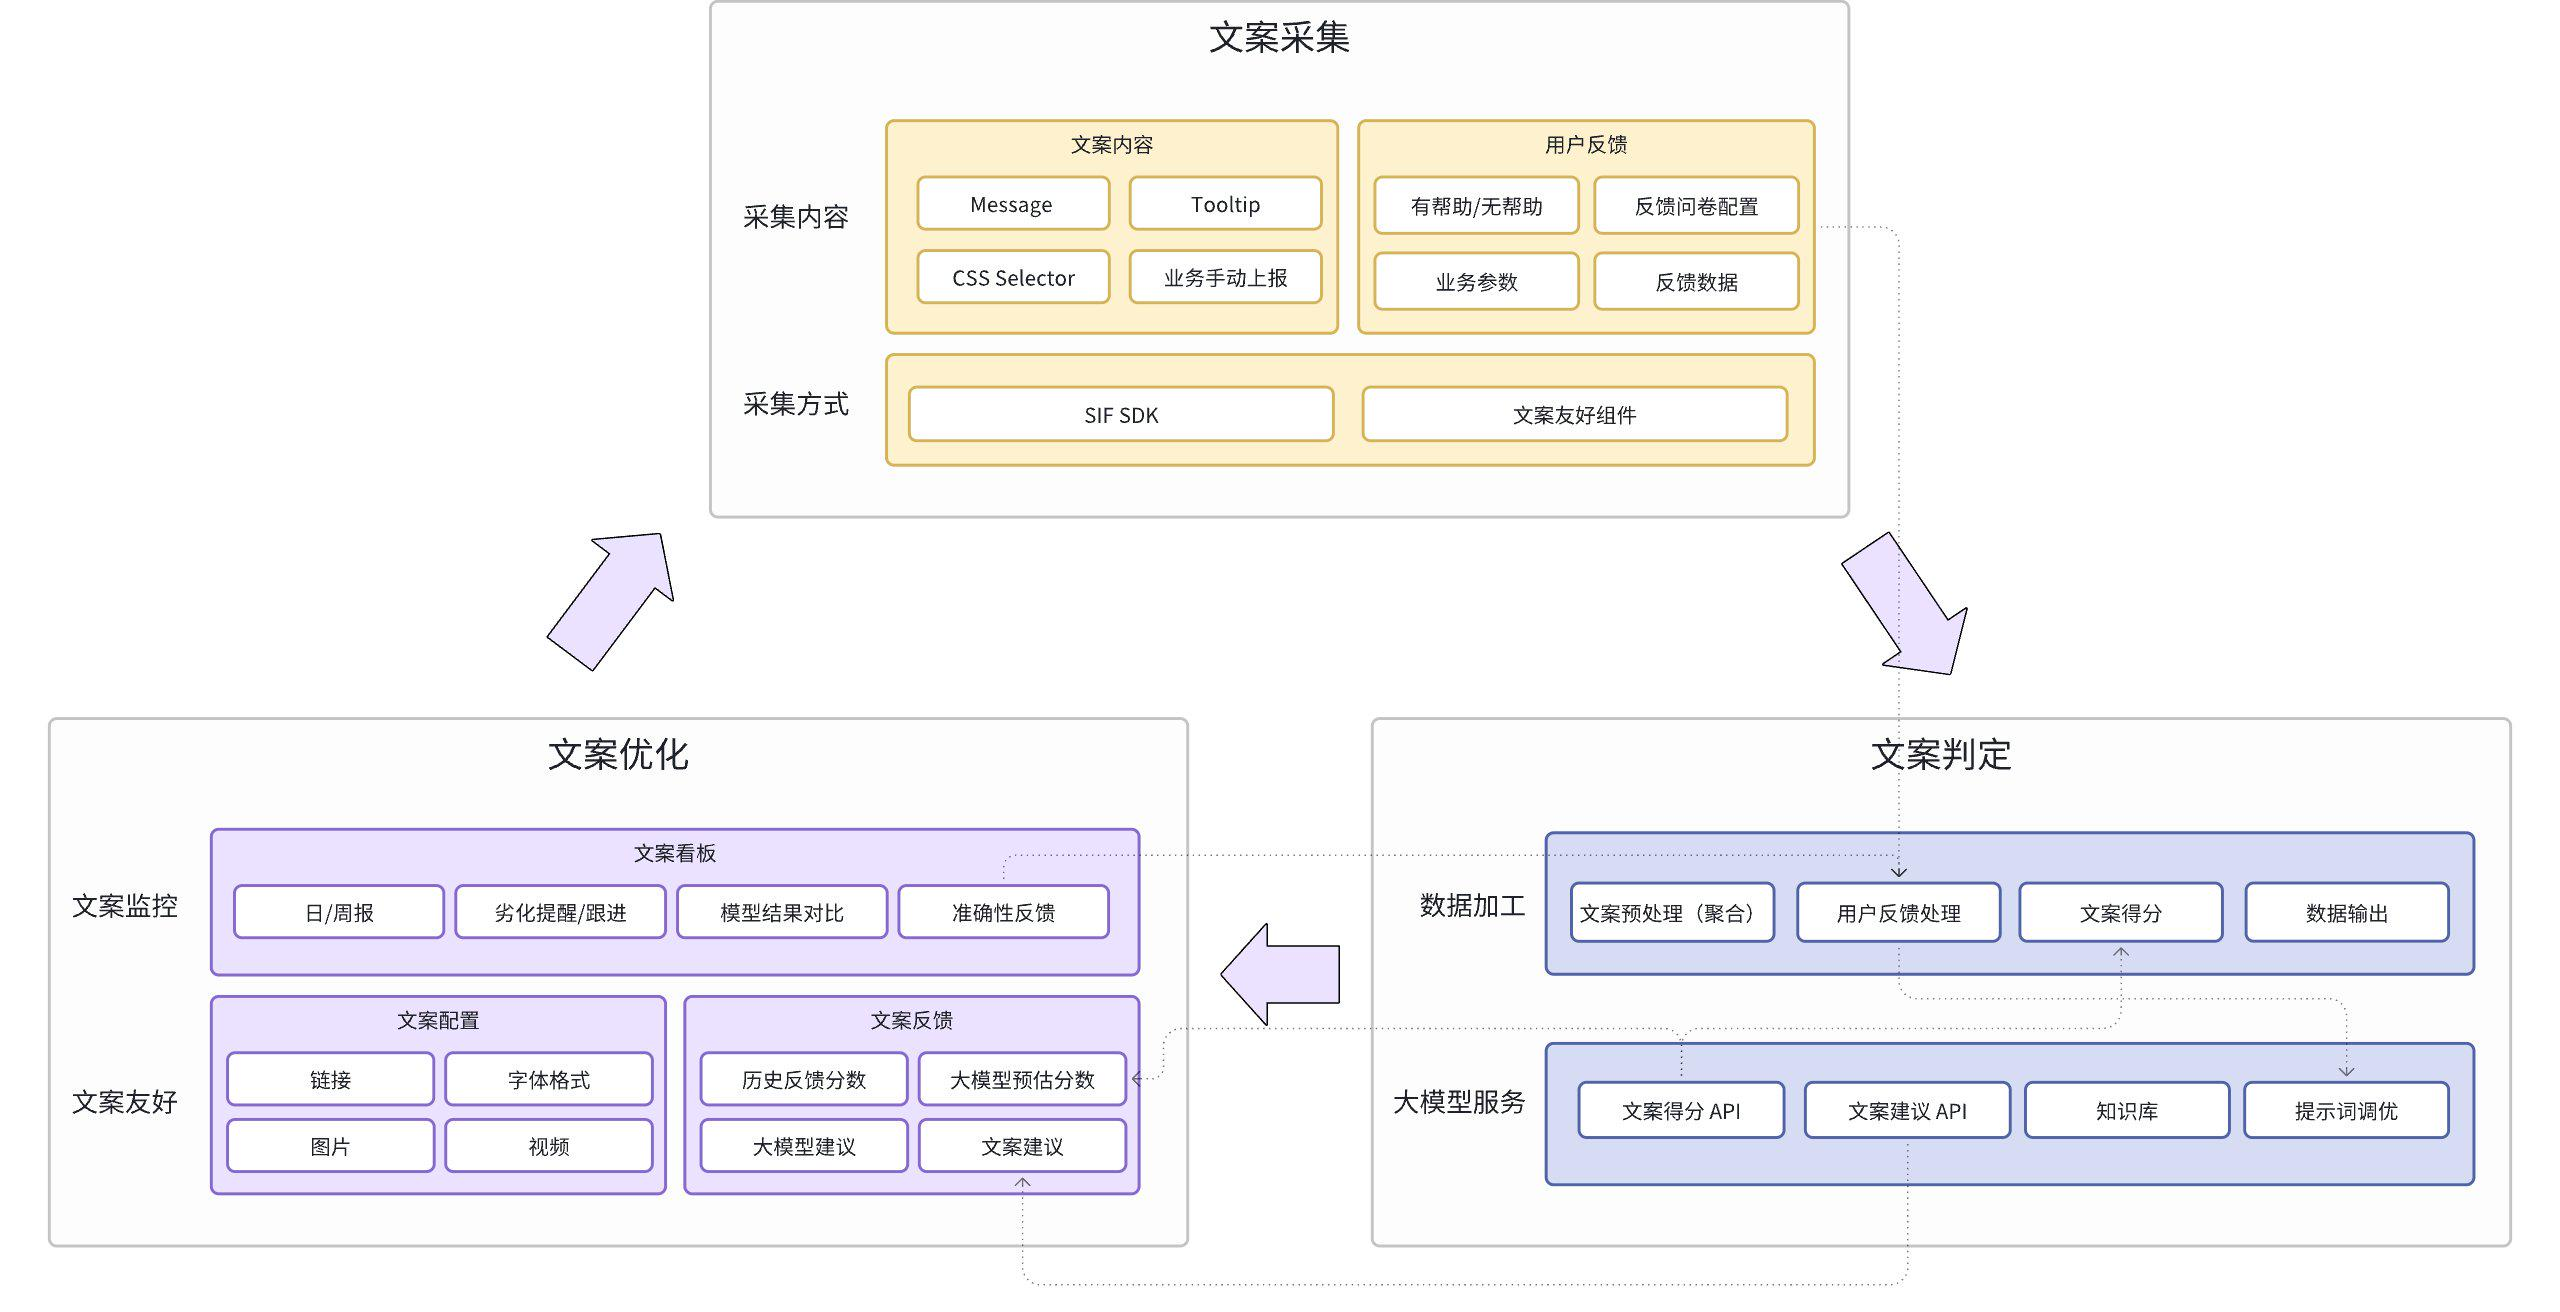 文案采集
采集内容
文案内容
Message
Tooltip
CSS Selector
业务手动上报
用户反馈
有帮助/无帮助
反馈问卷配置
业务参数
反馈数据
采集方式
SIF SDK
文案友好组件
文案优化
文案监控
文案看板
日/周报
劣化提醒/跟进
模型结果对比
准确性反馈
文案友好
文案配置
链接
字体格式
图片
视频
文案反馈
历史反馈分数
大模型预估分数
大模型建议
文案建议
文案判定
数据加工
文案预处理（聚合）
用户反馈处理
文案得分
数据输出
大模型服务
文案得分 API
文案建议 API
知识库
提示词调优